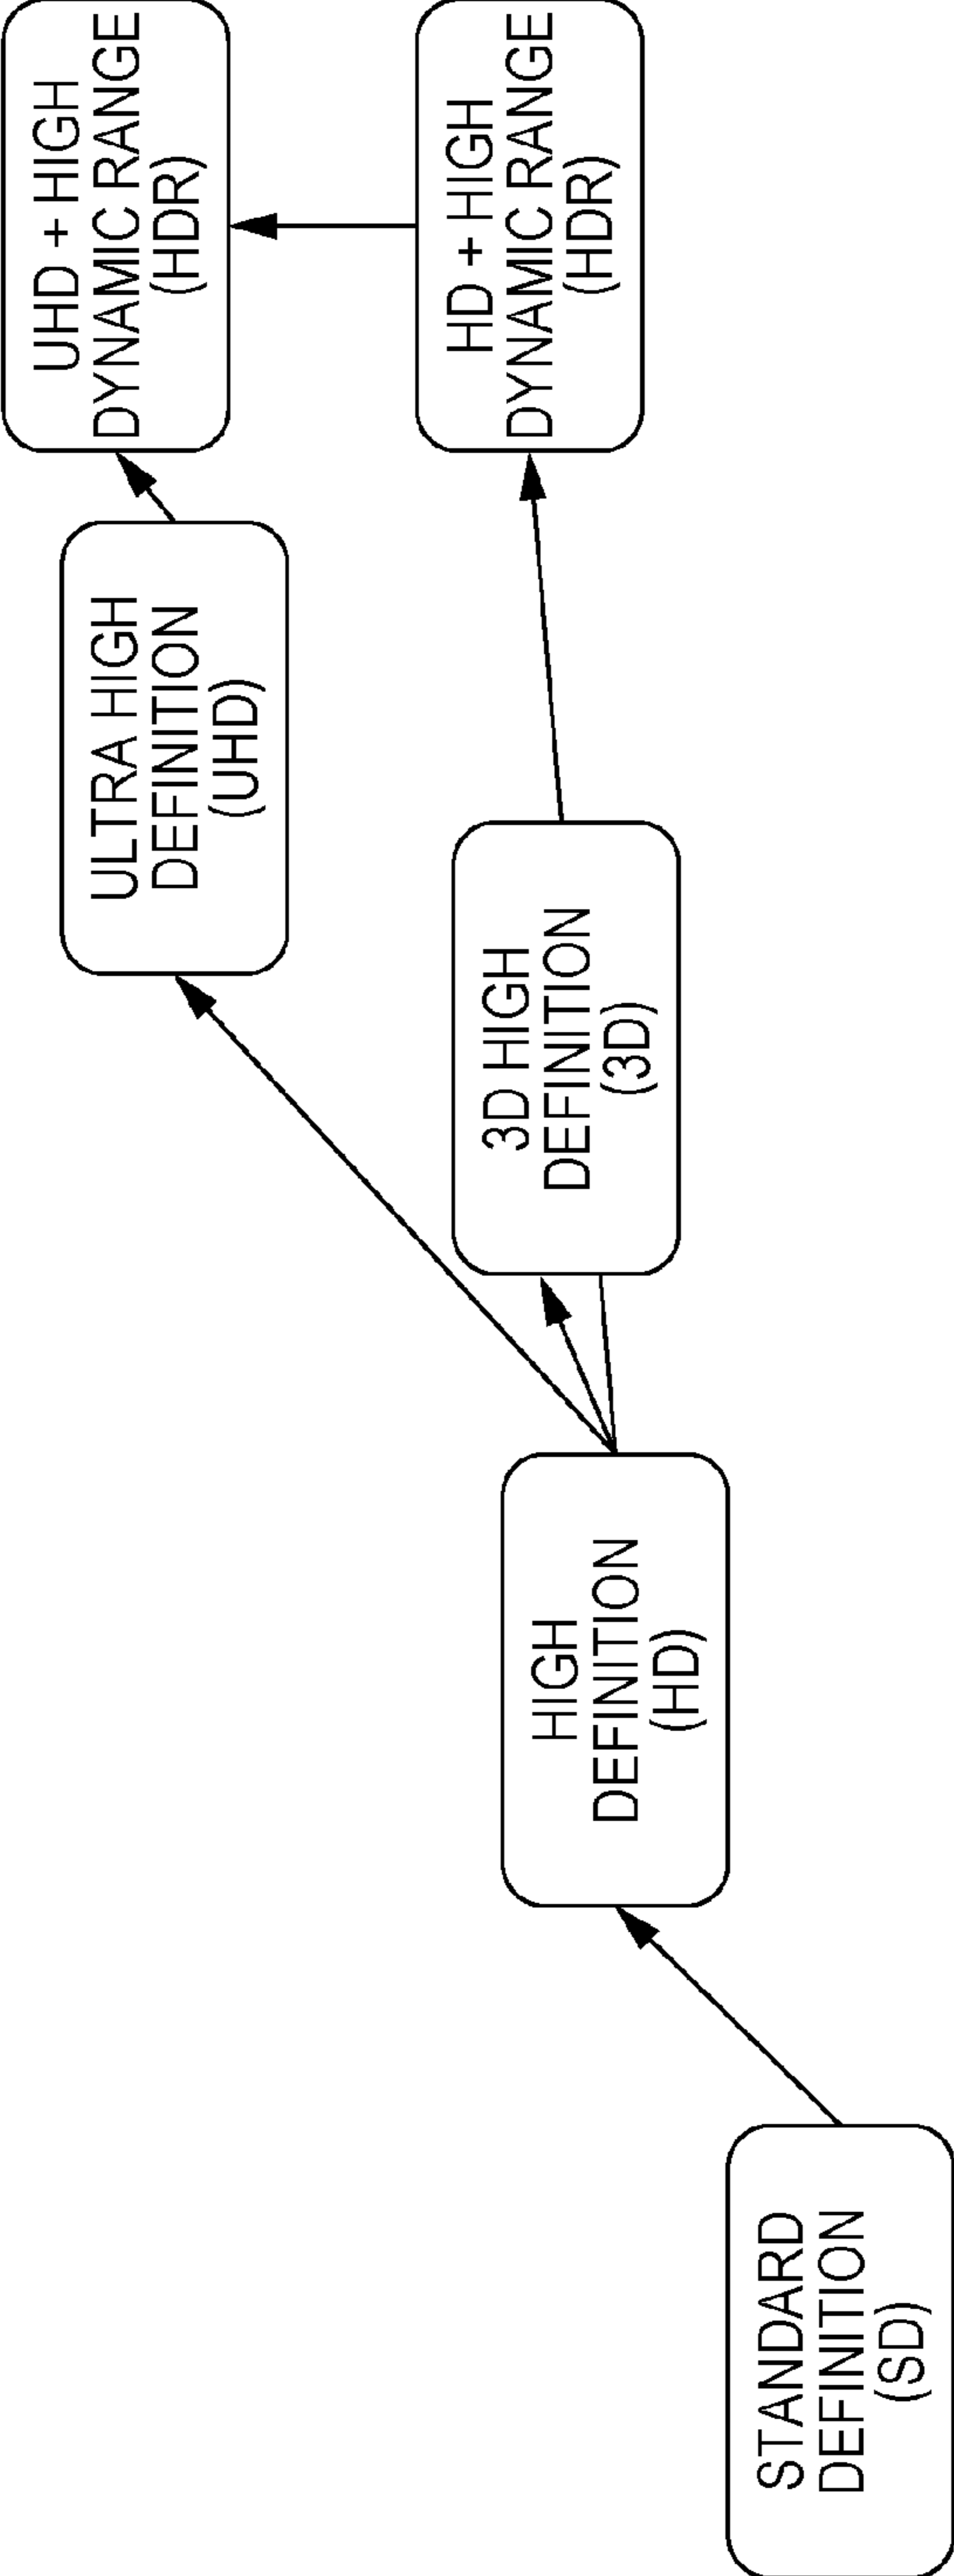 STANDARD
DEFINITION
(SD)
HIGH
DEFINITION
(HD)
3D HIGH
DEFINITION
(3D)
ULTRA HIGH
DEFINITION
(UHD)
UHD + HIGH
DYNAMIC RANGE
(HDR)
HD + HIGH
DYNAMIC RANGE
(HDR)